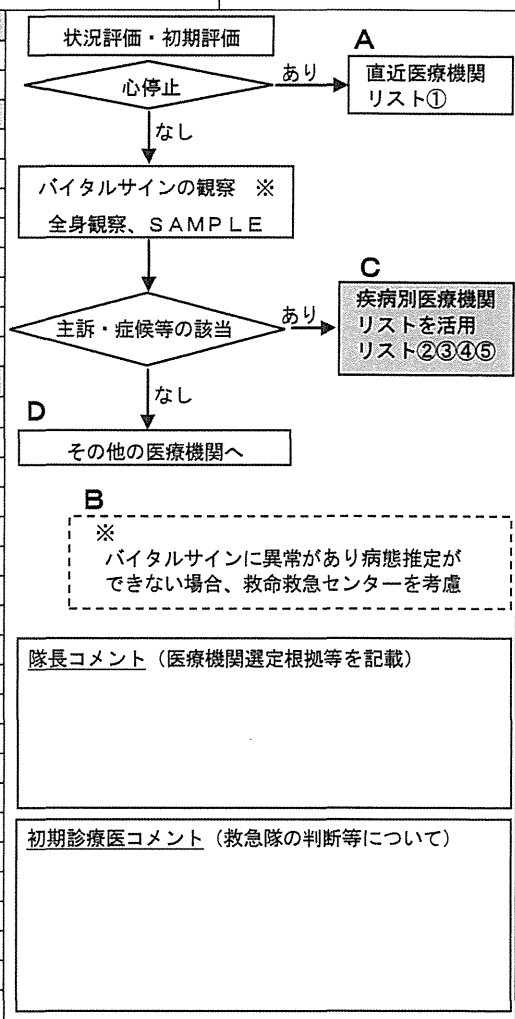 状況評価・初期評価
A
心停止
あり
直近医療機関
リスト①
なし
バイタルサインの観察　※
全身観察、ＳＡＭＰＬＥ
C
主訴・症候等の該当
あり
疾病別医療機関
リストを活用
リスト②③④⑤
なし
D
その他の医療機関へ
B
※
バイタルサインに異常があり病態推定が
できない場合、救命救急センターを考慮
隊長コメント（医療機関選定根拠等を記載）
初期診療医コメント（救急隊の判断等について）